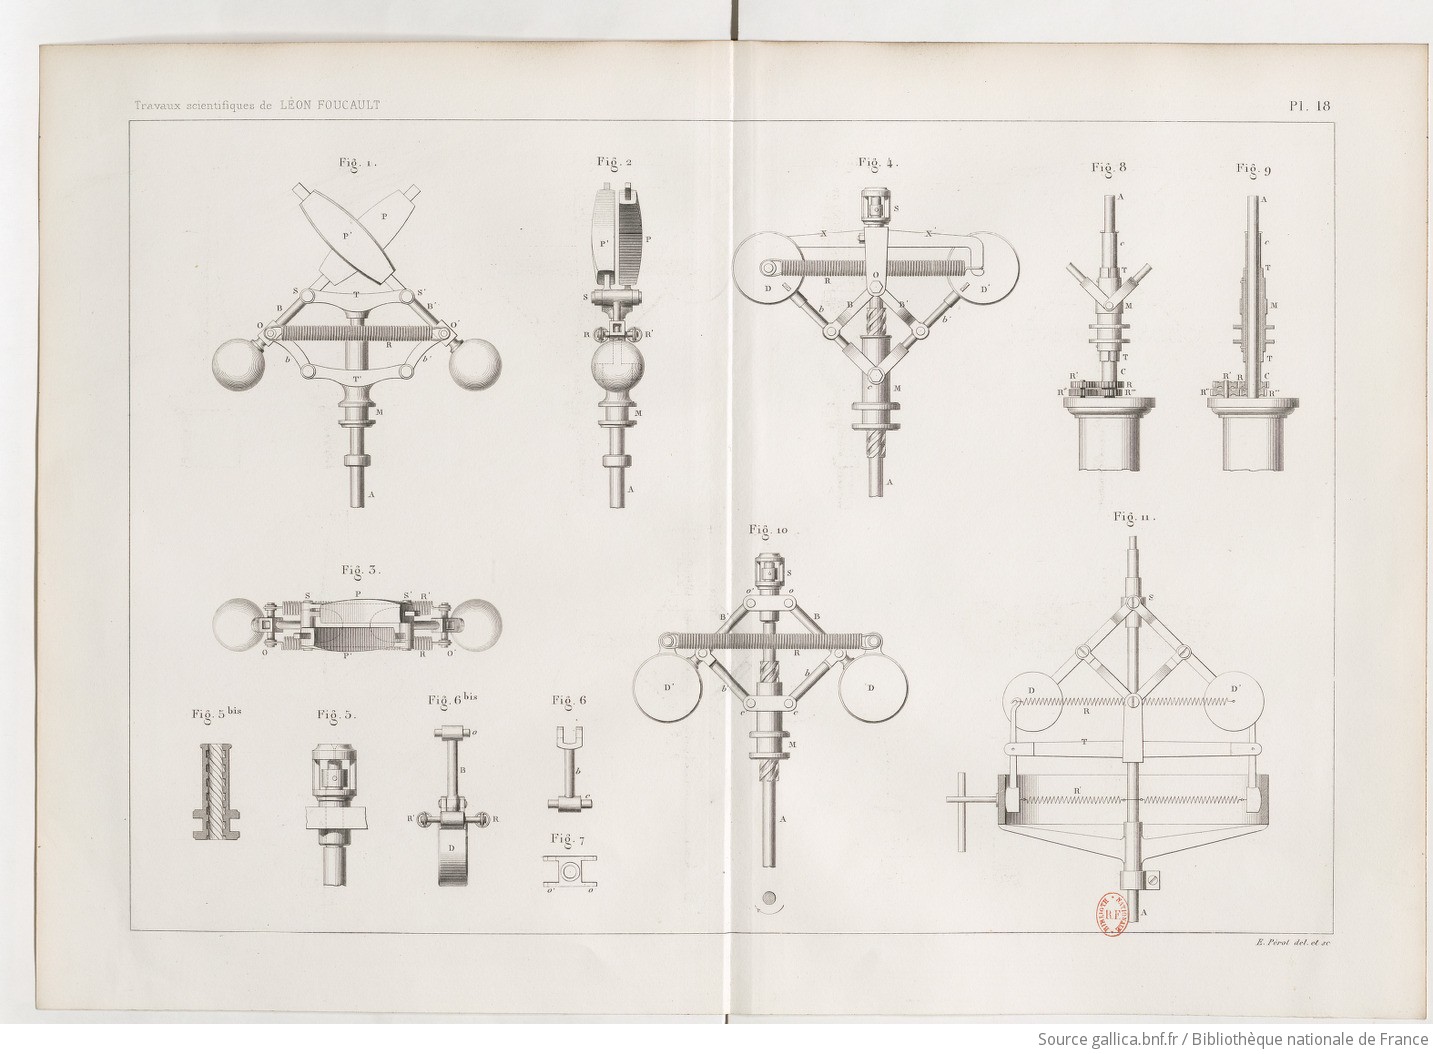 Travaux scientifiques de LÉON FOUCAULT
Pl. 18
Fig. 1.
P
P'
S
T
S'
B
B'
O
O'
R
b
b'
T'
M
A
Fig. 2
P'
P
S
R
R'
M
A
Fig. 4.
S
X
X'
O
D
R
D'
B
B'
b
b'
c
M
A
Fig. 8
A
c
T
M
T
C
R'
R
R"
R'''
Fig. 9
A
c
T
M
T
R'
R
C
R"
R'''
Fig. 3.
S
P
S'
R'
O
P'
R
O'
Fig. 10
S
o'
o
B'
B
R
D'
b'
b
D
c
c
M
A
Fig. 11.
S
D
D'
R
T
R'
A
Fig. 5 bis
Fig. 5.
Fig. 6 bis
o
B
R'
R
D
Fig. 6
b
c
Fig. 7
o'
o
BIBLIOTH. NATIONALE
R.F.
E. Pérot del. et sc
Source gallica.bnf.fr / Bibliothèque nationale de France